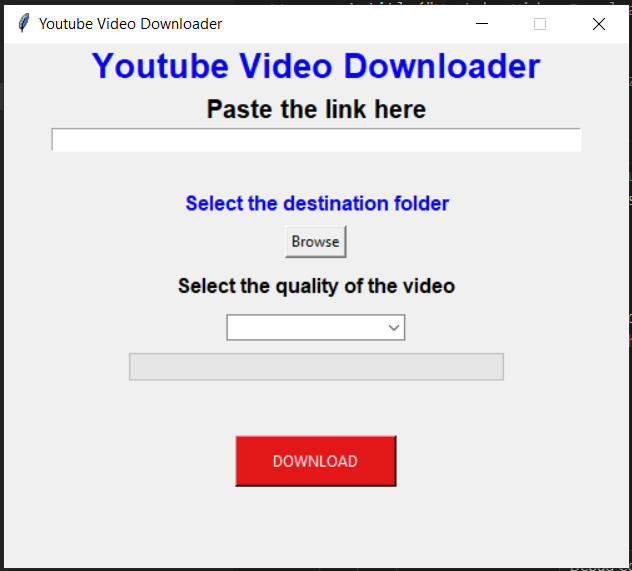 Youtube Video Downloader
Youtube Video Downloader
Paste the link here
Select the destination folder
Browse
Select the quality of the video
DOWNLOAD